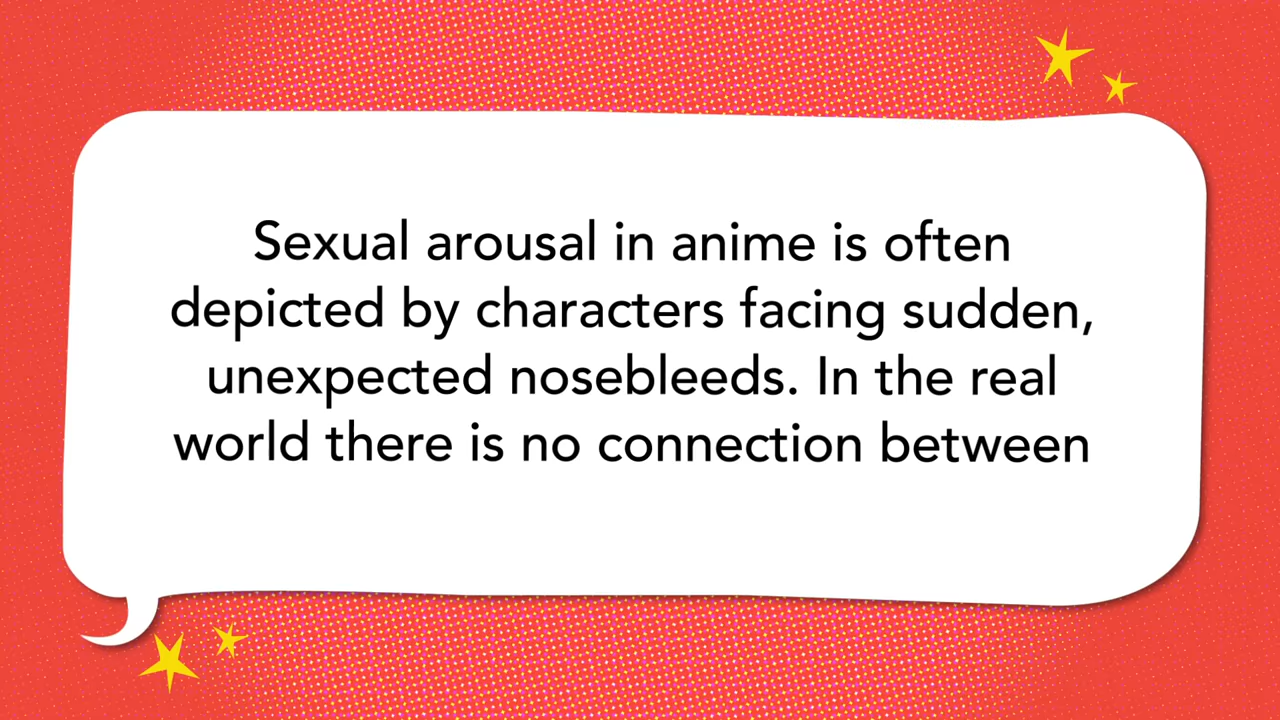 Sexual arousal in anime is often
depicted by characters facing sudden,
unexpected nosebleeds. In the real
world there is no connection between